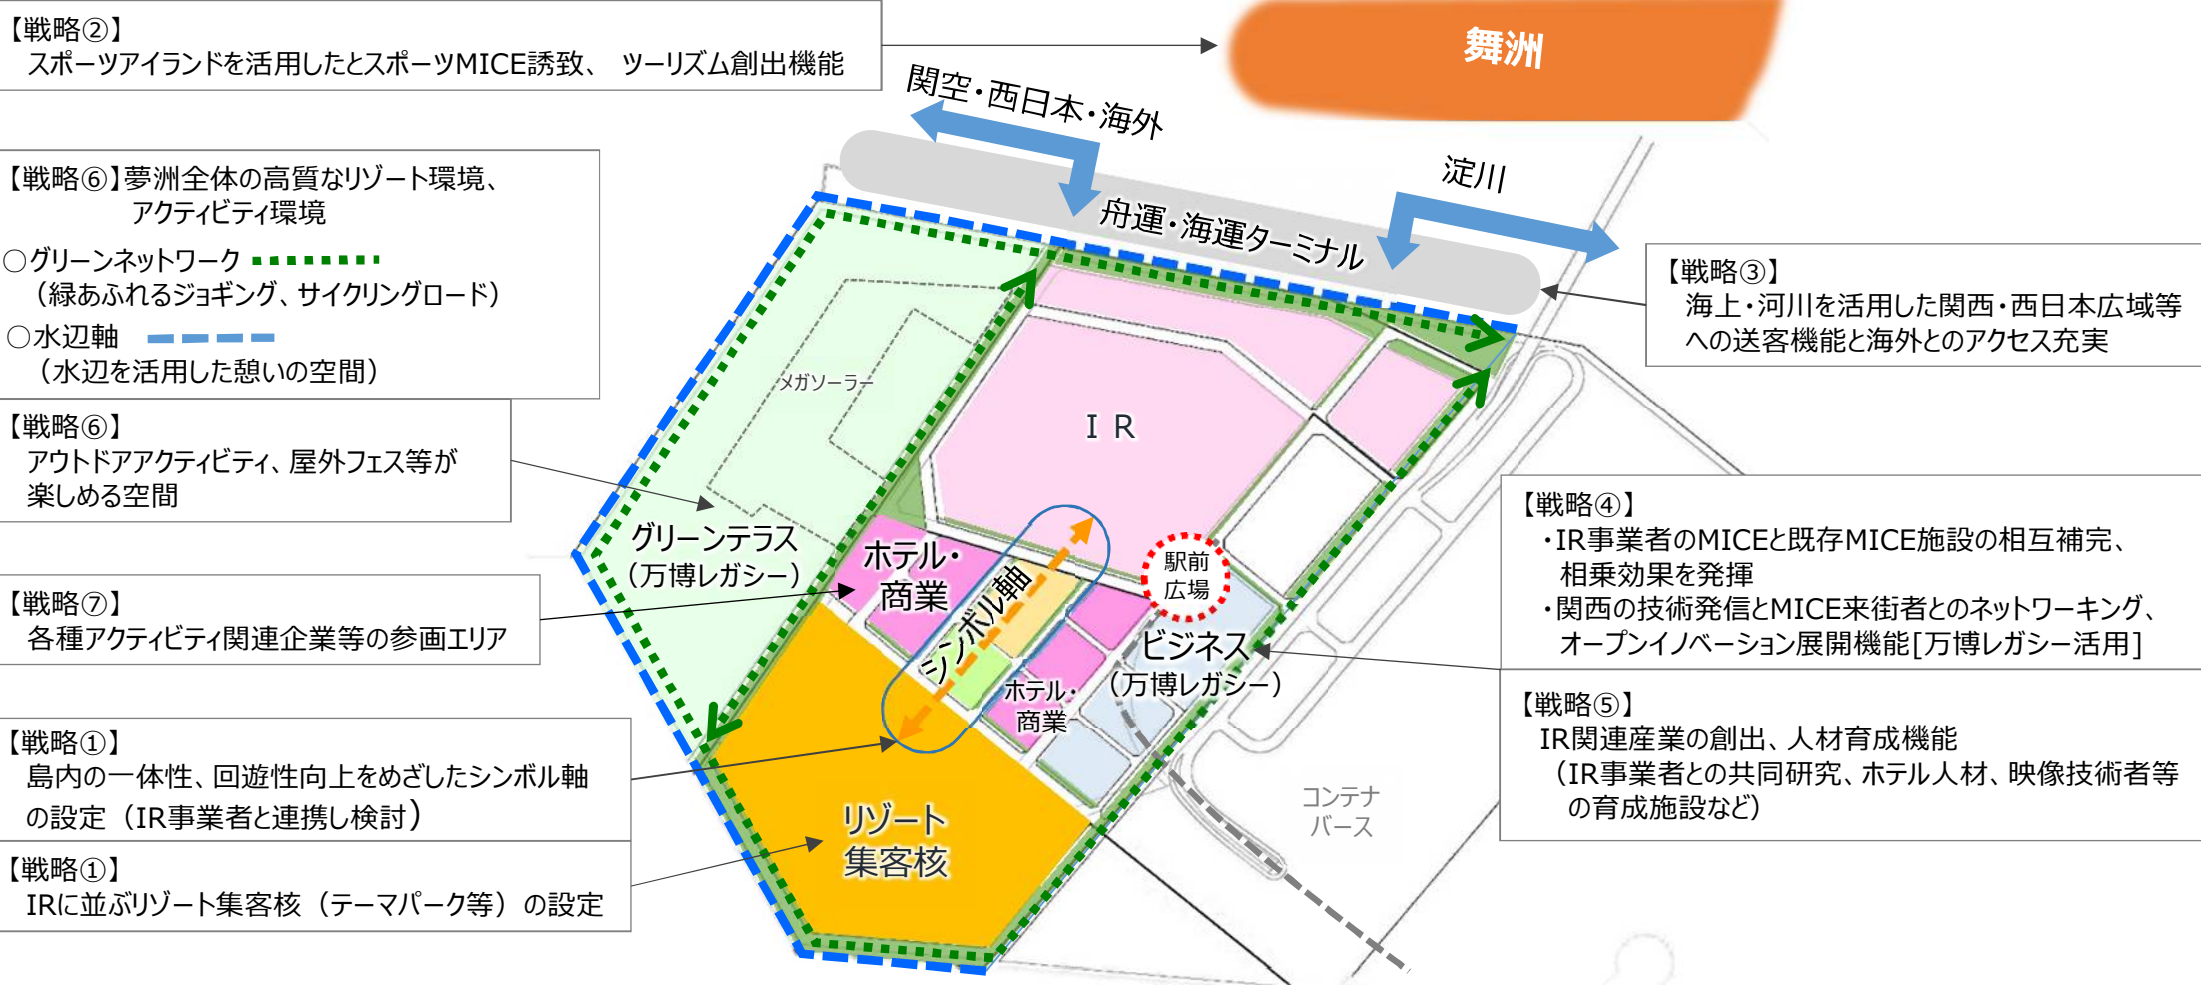 【戦略②】
スポーツアイランドを活用したとスポーツMICE誘致、 ツーリズム創出機能
舞洲
関空・西日本・海外
淀川
舟運・海運ターミナル
【戦略⑥】夢洲全体の高質なリゾート環境、
アクティビティ環境
○グリーンネットワーク
（緑あふれるジョギング、サイクリングロード）
○水辺軸
（水辺を活用した憩いの空間）
【戦略③】
海上・河川を活用した関西・西日本広域等
への送客機能と海外とのアクセス充実
メガソーラー
ＩＲ
【戦略⑥】
アウトドアアクティビティ、屋外フェス等が
楽しめる空間
グリーンテラス
（万博レガシー）
ホテル・
商業
シンボル軸
駅前
広場
【戦略④】
・IR事業者のMICEと既存MICE施設の相互補完、
相乗効果を発揮
・関西の技術発信とMICE来街者とのネットワーキング、
オープンイノベーション展開機能[万博レガシー活用]
【戦略⑦】
各種アクティビティ関連企業等の参画エリア
ビジネス
（万博レガシー）
ホテル・
商業
【戦略⑤】
IR関連産業の創出、人材育成機能
（IR事業者との共同研究、ホテル人材、映像技術者等
の育成施設など）
【戦略①】
島内の一体性、回遊性向上をめざしたシンボル軸
の設定（IR事業者と連携し検討）
リゾート
集客核
コンテナ
バース
【戦略①】
IRに並ぶリゾート集客核（テーマパーク等）の設定